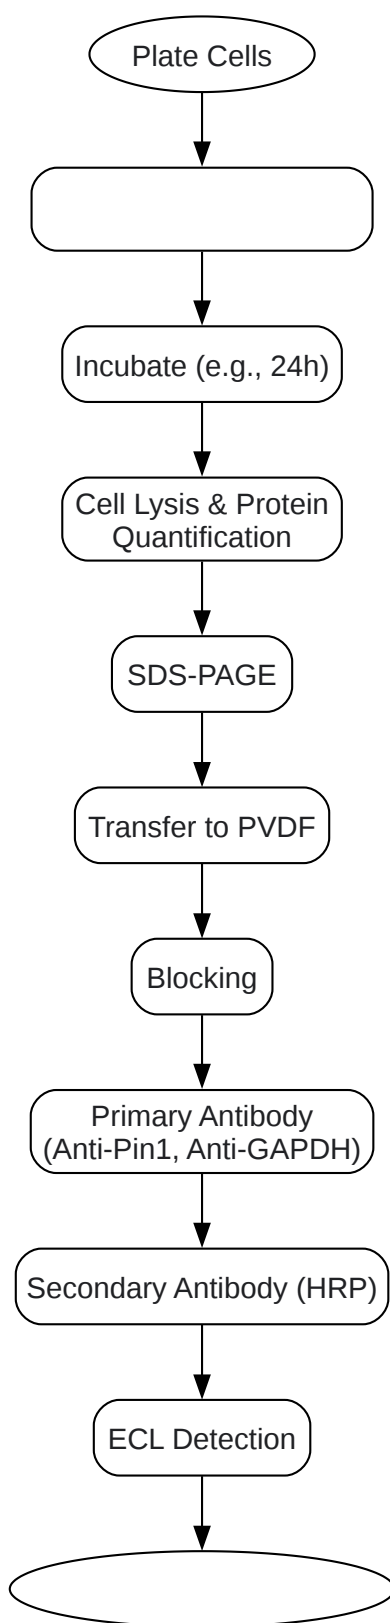 Plate Cells
Incubate (e.g., 24h)
Cell Lysis & Protein
Quantification
SDS-PAGE
Transfer to PVDF
Blocking
Primary Antibody
(Anti-Pin1, Anti-GAPDH)
Secondary Antibody (HRP)
ECL Detection